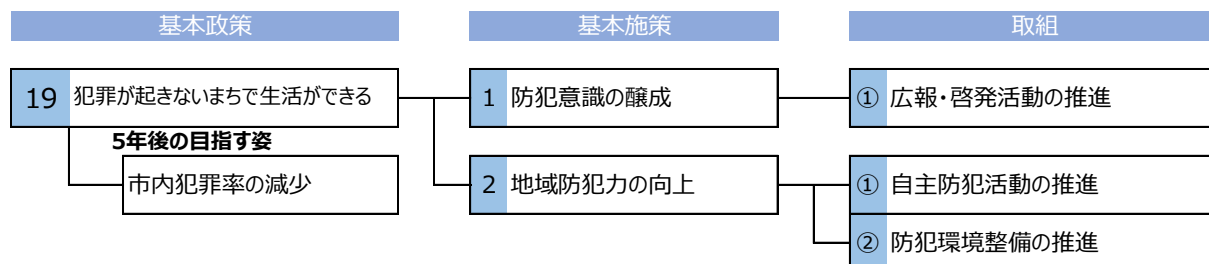 基本政策 基本施策 取組
19 犯罪が起きないまちで生活ができる 1 防犯意識の醸成 ① 広報・啓発活動の推進
5年後の目指す姿
市内犯罪率の減少 2 地域防犯力の向上 ① 自主防犯活動の推進
② 防犯環境整備の推進